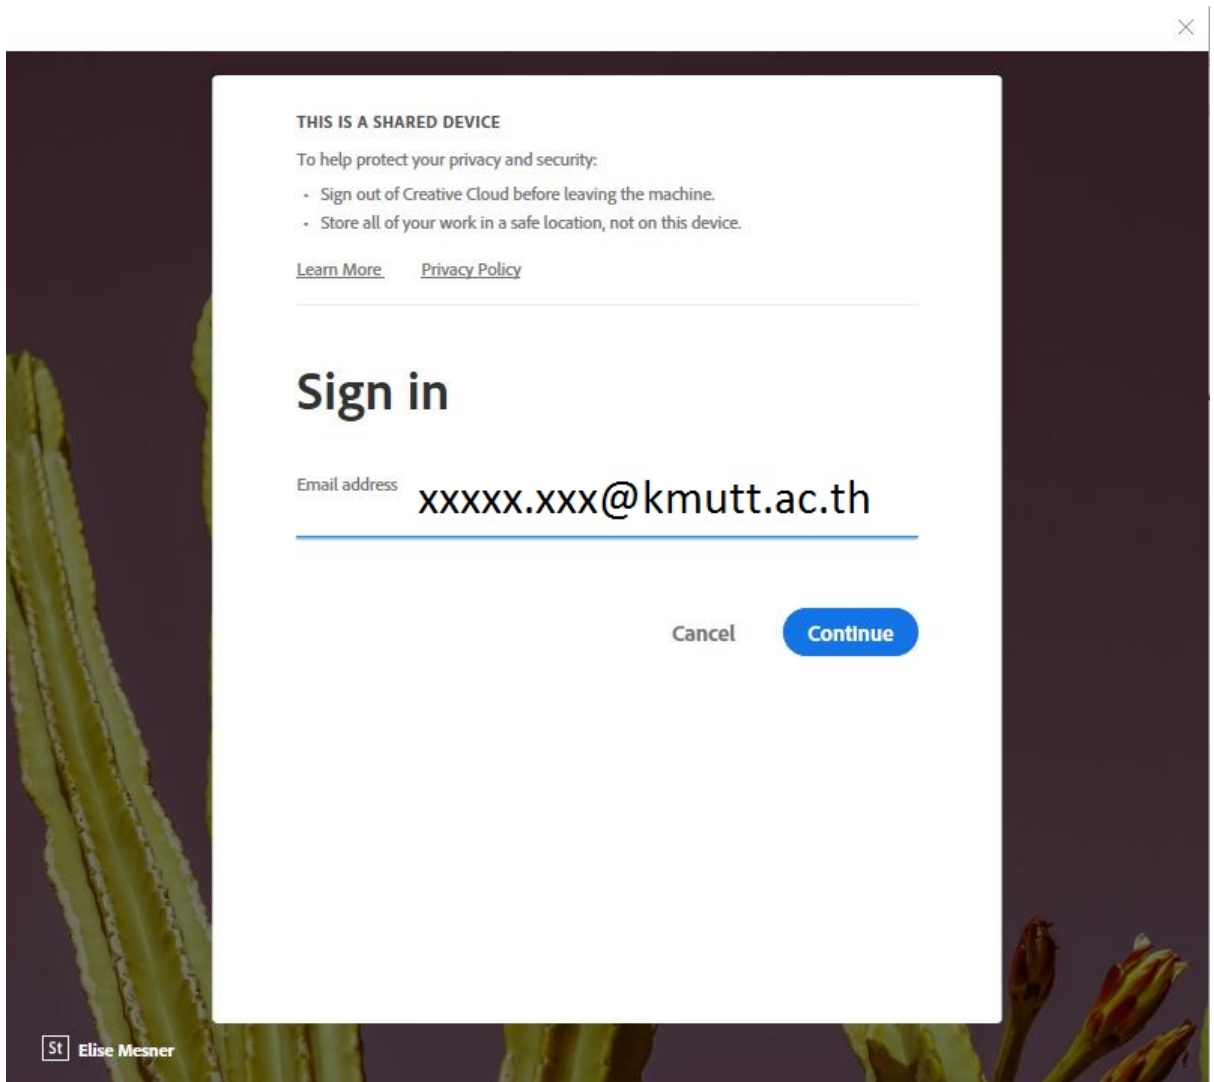 THIS IS A SHARED DEVICE
To help protect your privacy and security:
• Sign out of Creative Cloud before leaving the machine.
• Store all of your work in a safe location, not on this device.
Learn More Privacy Policy
Sign in
Email address xxxxx.xxx@kmutt.ac.th
Cancel Continue
St Elise Mesner